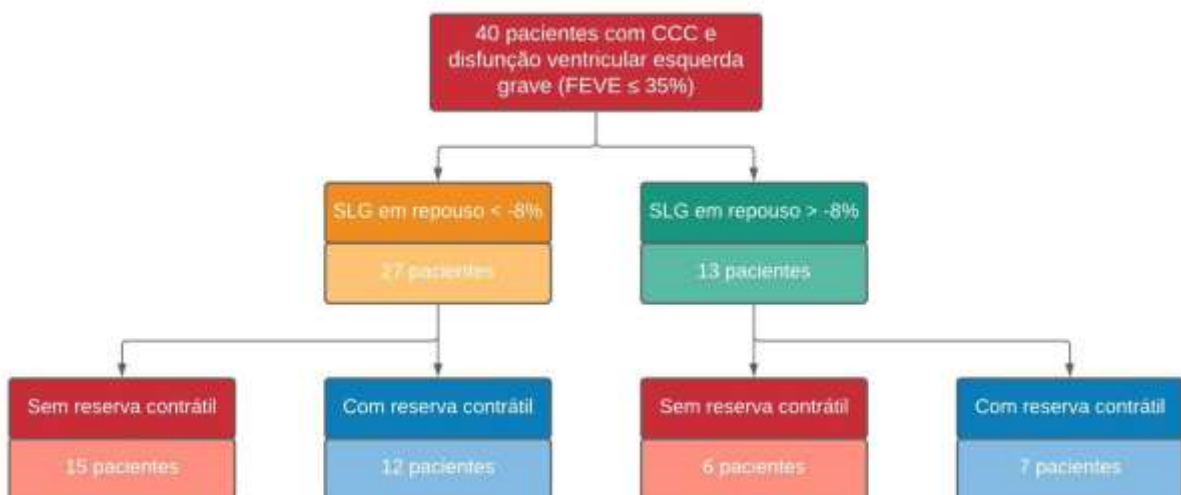 40 pacientes com CCC e
disfunção ventricular esquerda
grave (FEVE ≤ 35%)
SLG em repouso < -8%
SLG em repouso > -8%
27 pacientes
13 pacientes
Sem reserva contrátil
Com reserva contrátil
Sem reserva contrátil
Com reserva contrátil
15 pacientes
12 pacientes
6 pacientes
7 pacientes